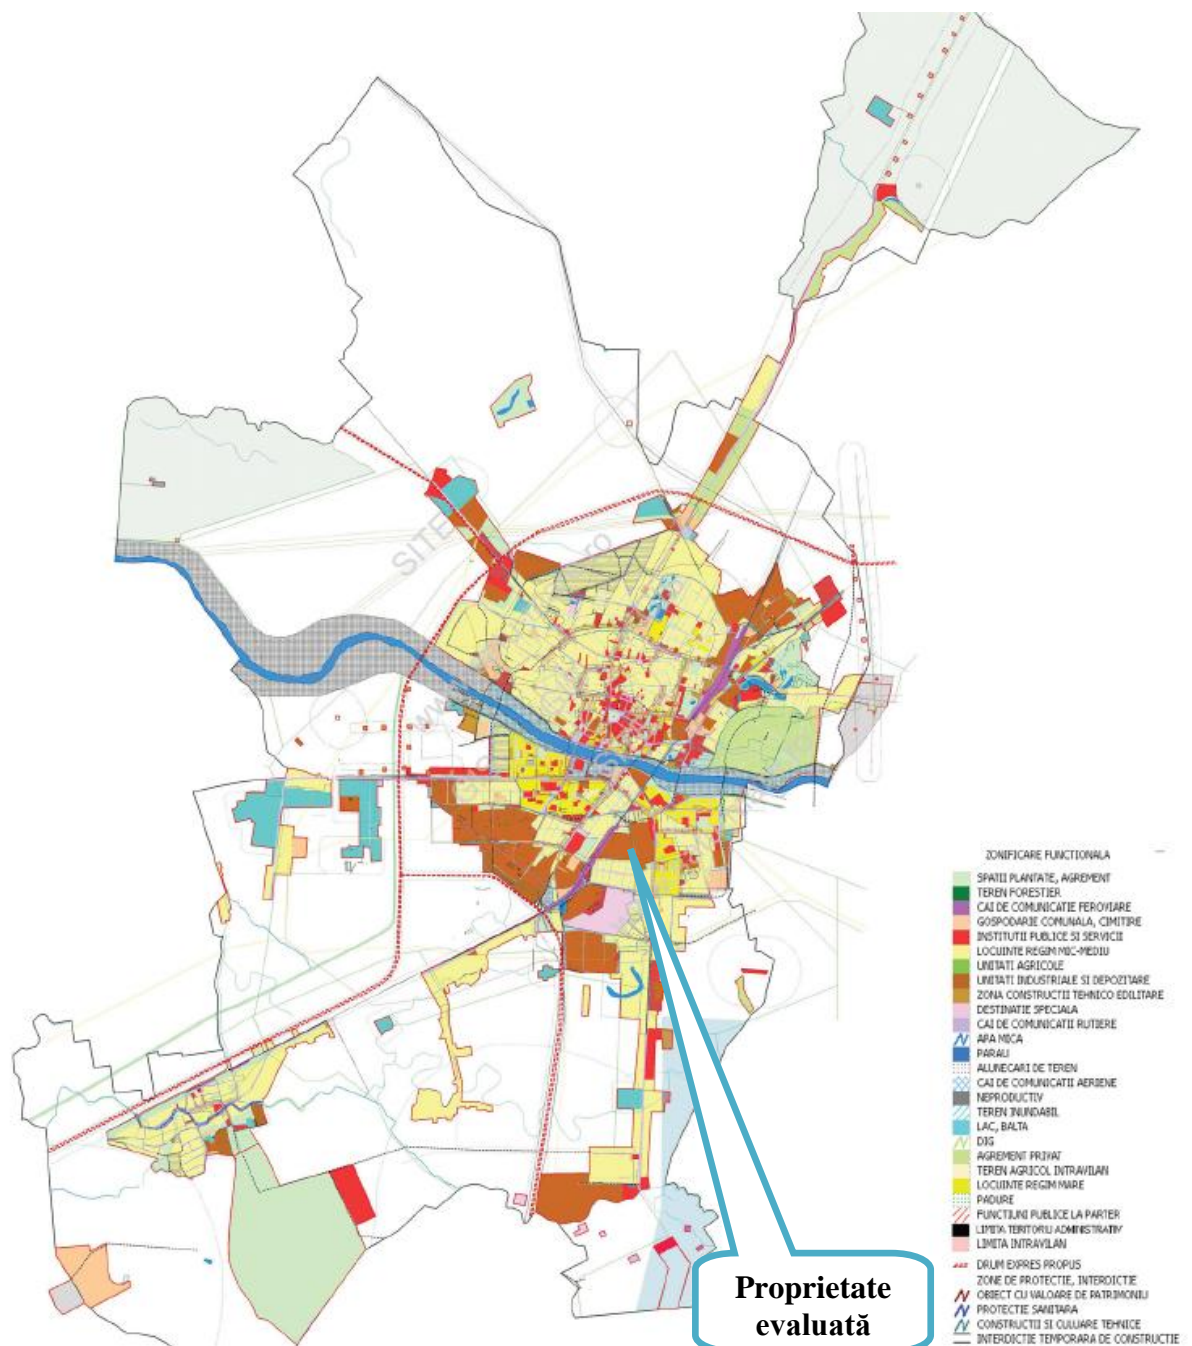 SITE
.ro
www.
ZONIFICARE FUNCTIONALA
SPATII PLANTATE, AGREMENT
TEREN FORESTIER
CAI DE COMUNICATIE FEROVIARE
GOSPODARIE COMUNALA, CIMITIRE
INSTITUTII PUBLICE SI SERVICII
LOCUINTE REGIM MIC-MEDIU
UNITATI AGRICOLE
UNITATI INDUSTRIALE SI DEPOZITARE
ZONA CONSTRUCTII TEHNICO EDILITARE
DESTINATIE SPECIALA
CAI DE COMUNICATII RUTIERE
APA MICA
PARAU
ALUNECARI DE TEREN
CAI DE COMUNICATII AERIENE
NEPRODUCTIV
TEREN INUNDABIL
LAC, BALTA
DIG
AGREMENT PRIVAT
TEREN AGRICOL INTRAVILAN
LOCUINTE REGIM MARE
PADURE
FUNCTIUNI PUBLICE LA PARTER
LIMITA TERITORIU ADMINISTRATIV
LIMITA INTRAVILAN
DRUM EXPRES PROPUS
ZONE DE PROTECTIE, INTERDICTIE
OBIECT CU VALOARE DE PATRIMONIU
PROTECTIE SANITARA
CONSTRUCTII SI CULUARE TEHNICE
INTERDICTIE TEMPORARA DE CONSTRUCTIE
Proprietate
evaluată